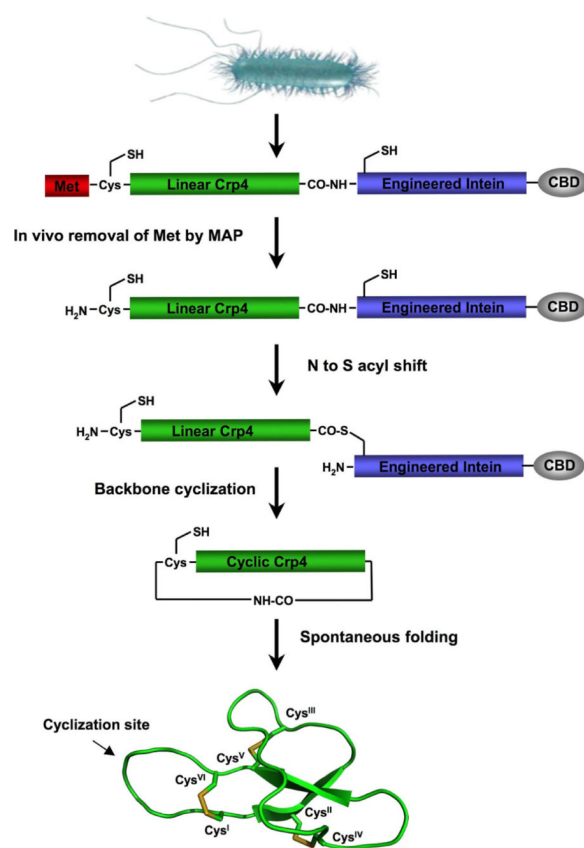 SH
SH
Met
Cys
Linear Crp4
CO-NH
Engineered Intein
CBD
In vivo removal of Met by MAP
SH
SH
H₂N
Cys
Linear Crp4
CO-NH
Engineered Intein
CBD
N to S acyl shift
SH
H₂N
Cys
Linear Crp4
CO-S
H₂N
Engineered Intein
CBD
Backbone cyclization
SH
Cys
Cyclic Crp4
NH-CO
Spontaneous folding
Cyclization site
Cysᴵᴵᴵ
Cysⱽ
Cysⱽᴵ
Cysᴵᴵ
Cysᴵ
Cysᴵⱽ